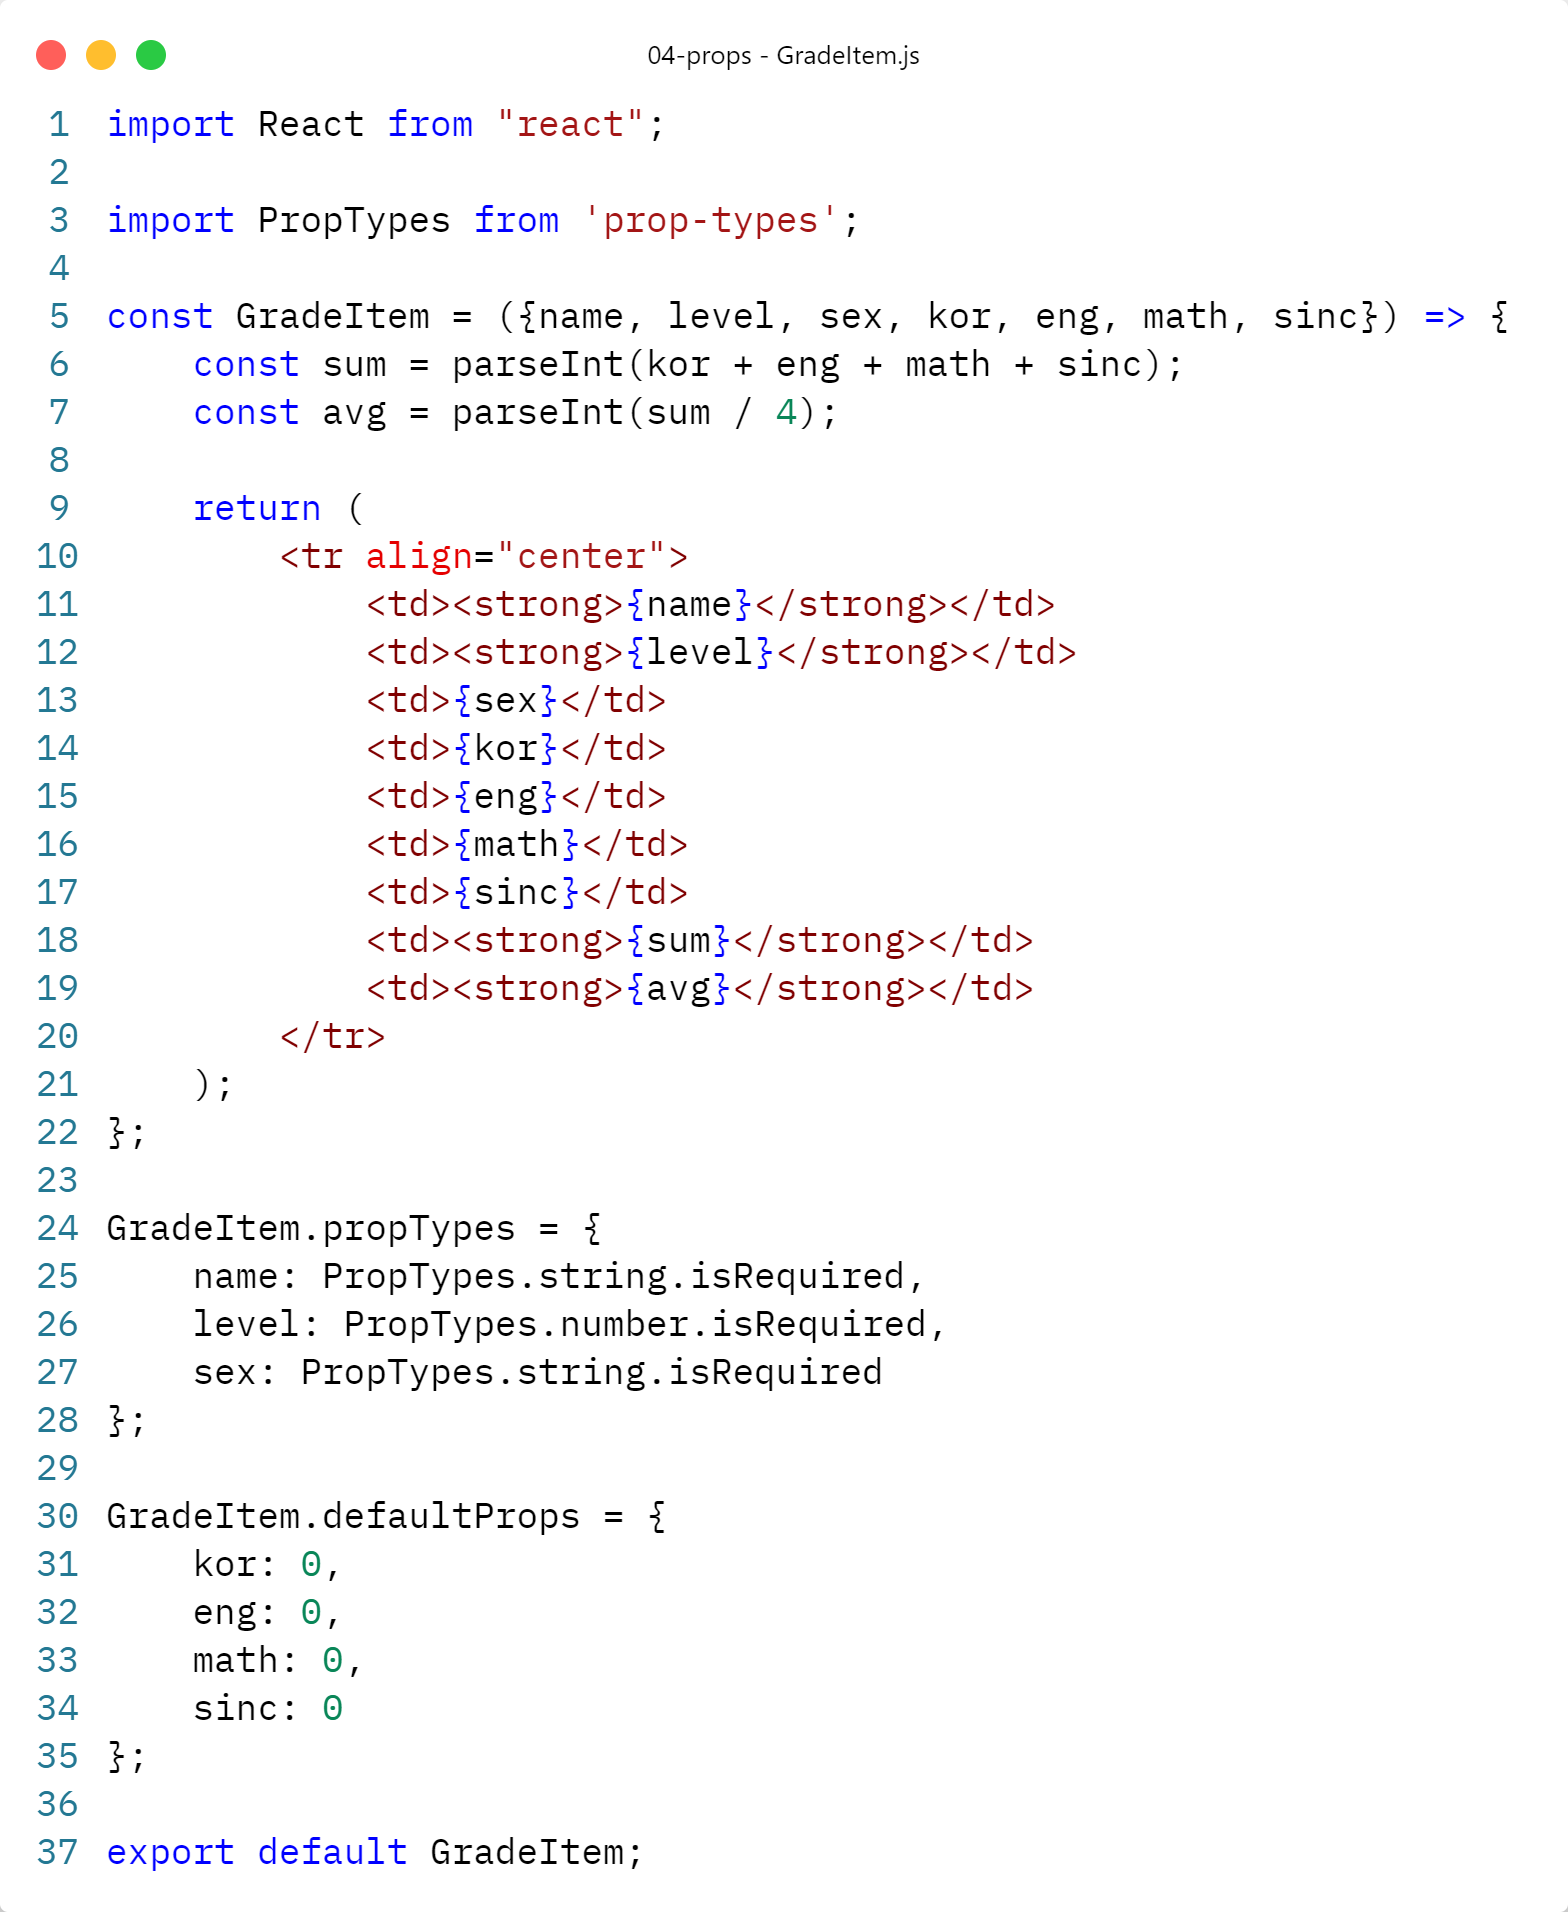 04-props - GradeItem.js
1 import React from "react";
2
3 import PropTypes from 'prop-types';
4
5 const GradeItem = ({name, level, sex, kor, eng, math, sinc}) => {
6     const sum = parseInt(kor + eng + math + sinc);
7     const avg = parseInt(sum / 4);
8
9     return (
10         <tr align="center">
11             <td><strong>{name}</strong></td>
12             <td><strong>{level}</strong></td>
13             <td>{sex}</td>
14             <td>{kor}</td>
15             <td>{eng}</td>
16             <td>{math}</td>
17             <td>{sinc}</td>
18             <td><strong>{sum}</strong></td>
19             <td><strong>{avg}</strong></td>
20         </tr>
21     );
22 };
23
24 GradeItem.propTypes = {
25     name: PropTypes.string.isRequired,
26     level: PropTypes.number.isRequired,
27     sex: PropTypes.string.isRequired
28 };
29
30 GradeItem.defaultProps = {
31     kor: 0,
32     eng: 0,
33     math: 0,
34     sinc: 0
35 };
36
37 export default GradeItem;